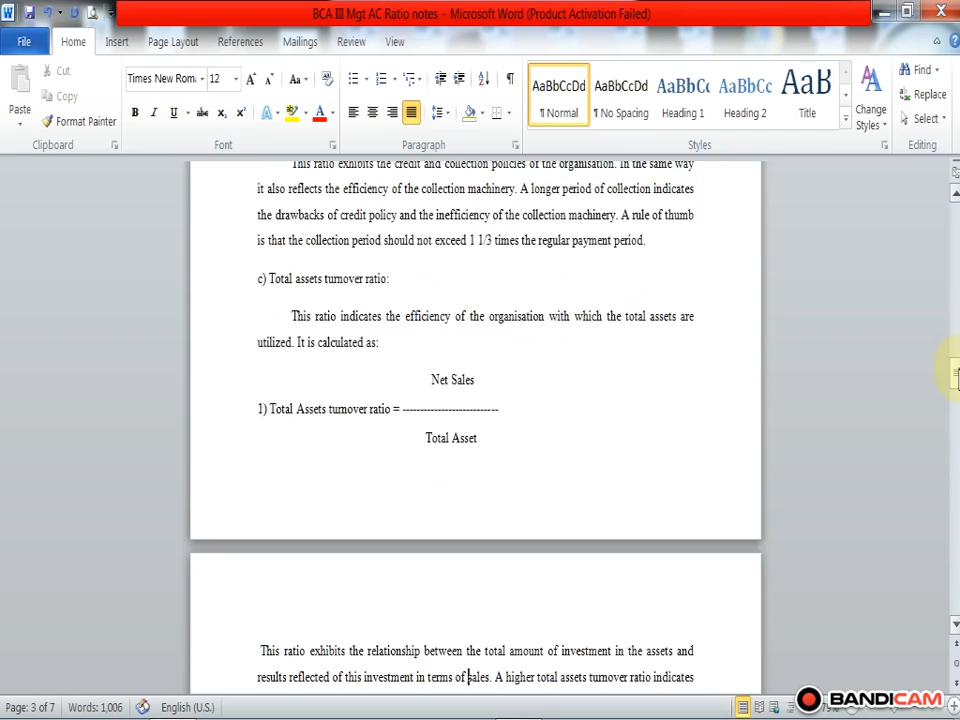 BCA III Mgt AC Ratio notes - Microsoft Word (Product Activation Failed)
File Home Insert Page Layout References Mailings Review View
Paste Cut Copy Format Painter
Times New Rom 12
AaBbCcDd AaBbCcDd AaBbCc AaBbCc AaB
¶ Normal ¶ No Spacing Heading 1 Heading 2 Title
Change Styles
Find Replace Select
Clipboard Font Paragraph Styles Editing
This ratio exhibits the credit and collection policies of the organisation. In the same way
it also reflects the efficiency of the collection machinery. A longer period of collection indicates
the drawbacks of credit policy and the inefficiency of the collection machinery. A rule of thumb
is that the collection period should not exceed 1 1/3 times the regular payment period.
c) Total assets turnover ratio:
This ratio indicates the efficiency of the organisation with which the total assets are
utilized. It is calculated as:
Net Sales
1) Total Assets turnover ratio = ---------------------------
Total Asset
This ratio exhibits the relationship between the total amount of investment in the assets and
results reflected of this investment in terms of sales. A higher total assets turnover ratio indicates
Page: 3 of 7 Words: 1,006 English (U.S.)
BANDICAM